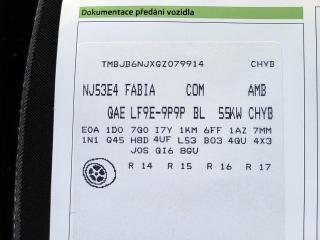 Dokumentace předání vozidla
TMBJB6NJXGZ079914 CHYB
NJ53E4 FABIA COM AMB
QAE LF9E-9P9P BL 55KW CHYB
E0A 1D0 7Q0 I7Y 1KM 6FF 1AZ 7MM
1N1 G45 H8D 4UF L53 B03 4GU 4X3
J0S QI6 8GU
R 14 R 15 R 16 R 17